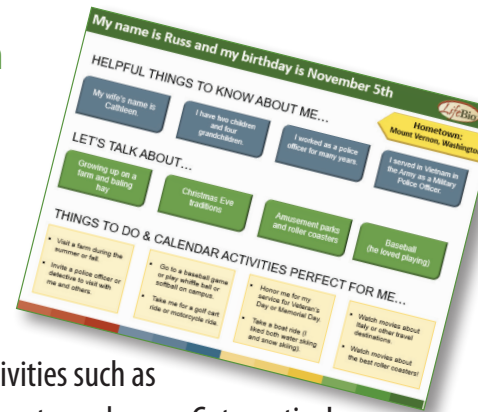 My name is Russ and my birthday is November 5th
LifeBio
HELPFUL THINGS TO KNOW ABOUT ME...
Hometown:
Mount Vernon, Washington
My wife's name is
Cathleen.
I have two children
and four
grandchildren.
I worked as a police
officer for many years.
I served in Vietnam in
the Army as a Military
Police Officer.
LET'S TALK ABOUT...
Growing up on a
farm and baling
hay
Christmas Eve
traditions
Amusement parks
and roller coasters
Baseball
(he loved playing)
THINGS TO DO & CALENDAR ACTIVITIES PERFECT FOR ME...
• Visit a farm during the
summer or fall.
• Invite a police officer or
detective to visit with
me and others.
• Go to a baseball game
or play whiffle ball or
softball on campus.
• Take me for a golf cart
ride or motorcycle ride.
• Honor me for my
service for Veteran's
Day or Memorial Day.
• Take a boat ride (I
liked both water skiing
and snow skiing).
• Watch movies about
Italy or other travel
destinations.
• Watch movies about
the best roller coasters!
ivities such as